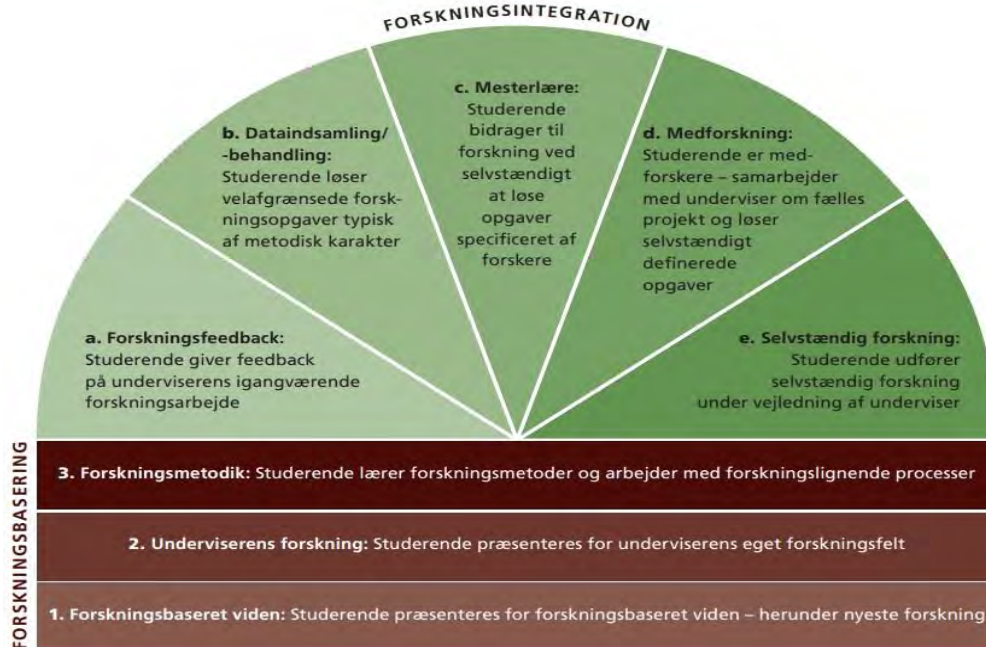 FORSKNINGSINTEGRATION
c. Mesterlære:
Studerende
bidrager til
forskning ved
selvstændigt
at løse
opgaver
specificeret af
forskere
b. Dataindsamling/
-behandling:
Studerende løser
velafgrænsede forsk-
ningsopgaver typisk
af metodisk karakter
d. Medforskning:
Studerende er med-
forskere – samarbejder
med underviser om fælles
projekt og løser
selvstændigt
definerede
opgaver
a. Forskningsfeedback:
Studerende giver feedback
på underviserens igangværende
forskningsarbejde
e. Selvstændig forskning:
Studerende udfører
selvstændig forskning
under vejledning af underviser
FORSKNINGSBASERING
3. Forskningsmetodik: Studerende lærer forskningsmetoder og arbejder med forskningslignende processer
2. Underviserens forskning: Studerende præsenteres for underviserens eget forskningsfelt
1. Forskningsbaseret viden: Studerende præsenteres for forskningsbaseret viden – herunder nyeste forskning